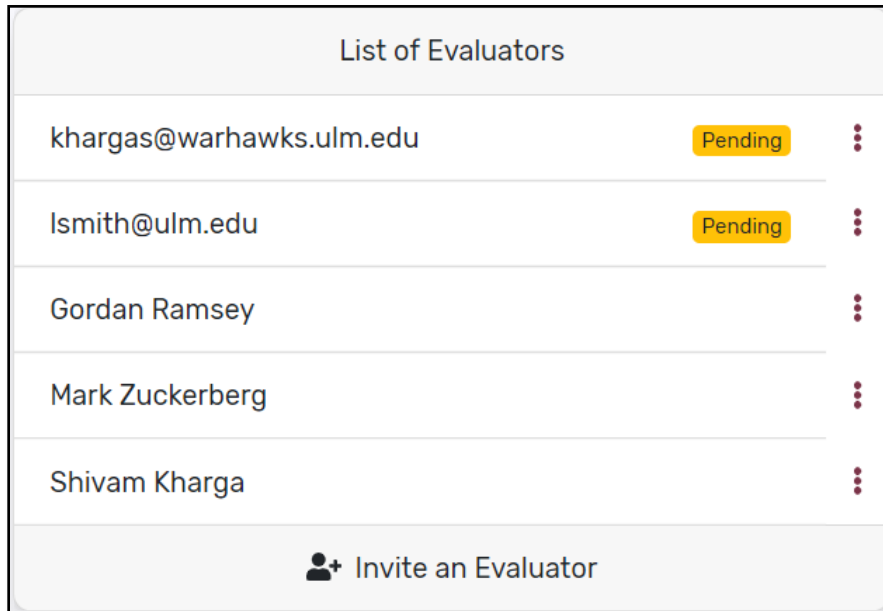 List of Evaluators
khargas@warhawks.ulm.edu Pending
lsmith@ulm.edu Pending
Gordan Ramsey
Mark Zuckerberg
Shivam Kharga
Invite an Evaluator